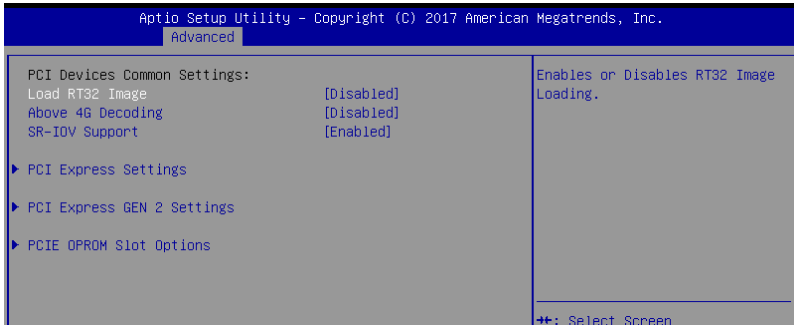 Aptio Setup Utility – Copyright (C) 2017 American Megatrends, Inc.
Advanced
PCI Devices Common Settings:
Load RT32 Image [Disabled]
Above 4G Decoding [Disabled]
SR-IOV Support [Enabled]
PCI Express Settings
PCI Express GEN 2 Settings
PCIE OPROM Slot Options
Enables or Disables RT32 Image
Loading.
→←: Select Screen